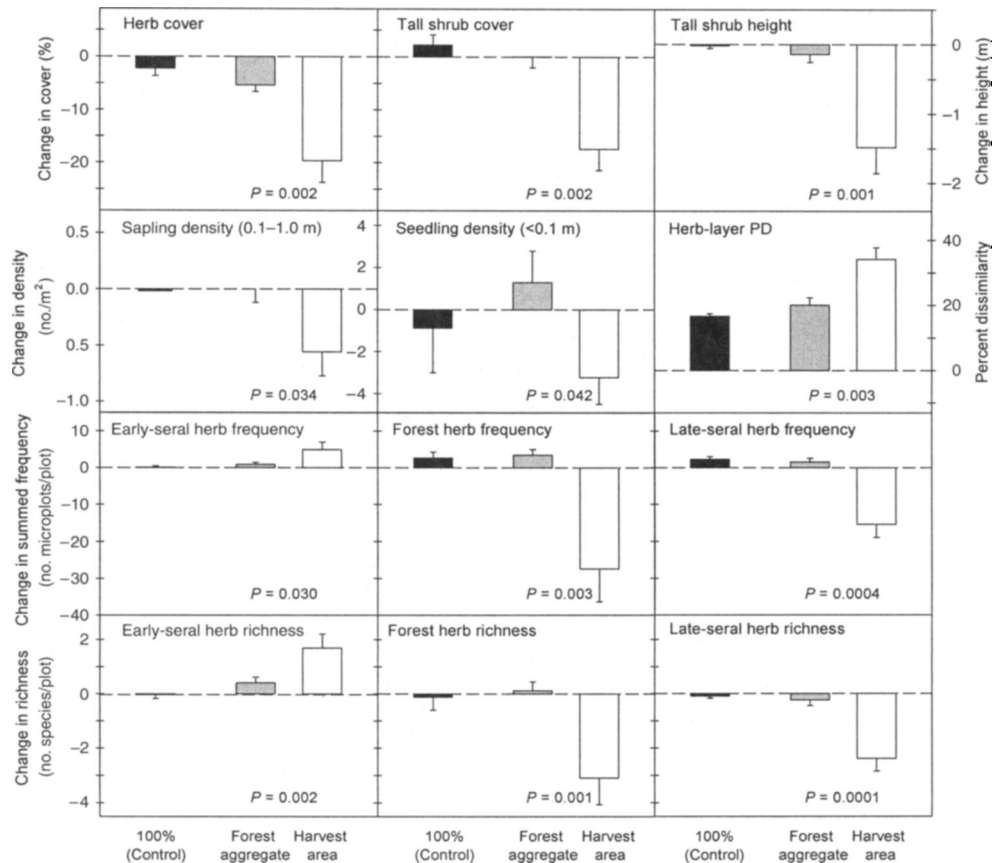 Herb cover
Tall shrub cover
Tall shrub height
Change in cover (%)
0
−10
−20
P = 0.002
P = 0.002
P = 0.001
0
−1
−2
Change in height (m)
Sapling density (0.1–1.0 m)
Seedling density (<0.1 m)
Herb-layer PD
Change in density
(no./m²)
0.5
0.0
0.5
−1.0
4
2
0
−2
−4
P = 0.034
P = 0.042
P = 0.003
40
20
0
Percent dissimilarity
Early-seral herb frequency
Forest herb frequency
Late-seral herb frequency
Change in summed frequency
(no. microplots/plot)
10
0
−10
−20
−30
−40
P = 0.030
P = 0.003
P = 0.0004
Early-seral herb richness
Forest herb richness
Late-seral herb richness
Change in richness
(no. species/plot)
2
0
−2
−4
P = 0.002
P = 0.001
P = 0.0001
100%
(Control)
Forest
aggregate
Harvest
area
100%
(Control)
Forest
aggregate
Harvest
area
100%
(Control)
Forest
aggregate
Harvest
area